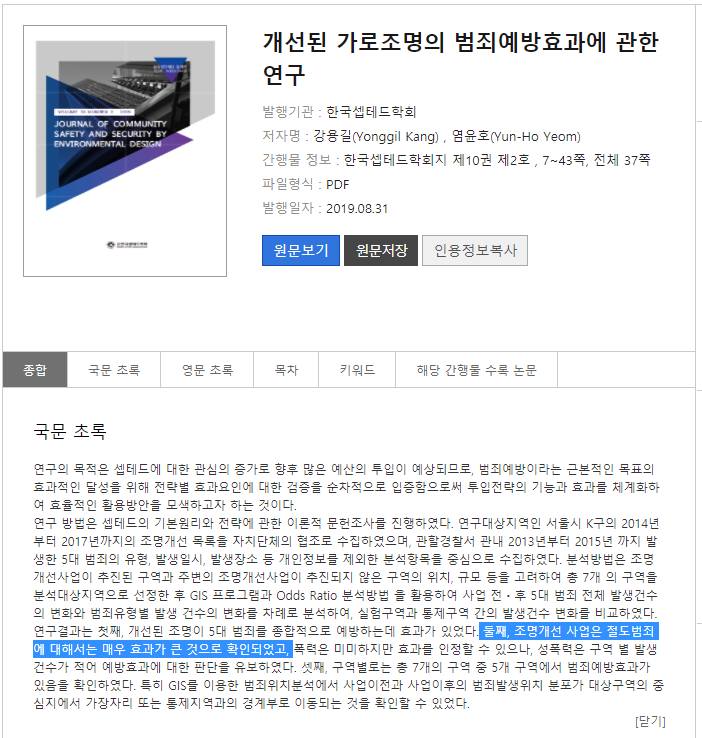 개선된 가로조명의 범죄예방효과에 관한
연구
발행기관 : 한국셉테드학회
저자명 : 강용길(Yonggil Kang) , 염윤호(Yun-Ho Yeom)
간행물 정보 : 한국셉테드학회지 제10권 제2호 , 7~43쪽, 전체 37쪽
파일형식 : PDF
발행일자 : 2019.08.31
원문보기 원문저장 인용정보복사
JOURNAL OF COMMUNITY
SAFETY AND SECURITY BY
ENVIRONMENTAL DESIGN
종합 국문 초록 영문 초록 목차 키워드 해당 간행물 수록 논문
국문 초록
연구의 목적은 셉테드에 대한 관심의 증가로 향후 많은 예산의 투입이 예상되므로, 범죄예방이라는 근본적인 목표의
효과적인 달성을 위해 전략별 효과요인에 대한 검증을 순차적으로 입증함으로써 투입전략의 기능과 효과를 체계화하
여 효율적인 활용방안을 모색하고자 하는 것이다.
연구 방법은 셉테드의 기본원리와 전략에 관한 이론적 문헌조사를 진행하였다. 연구대상지역인 서울시 K구의 2014년
부터 2017년까지의 조명개선 목록을 자치단체의 협조로 수집하였으며, 관할경찰서 관내 2013년부터 2015년 까지 발
생한 5대 범죄의 유형, 발생일시, 발생장소 등 개인정보를 제외한 분석항목을 중심으로 수집하였다. 분석방법은 조명
개선사업이 추진된 구역과 주변의 조명개선사업이 추진되지 않은 구역의 위치, 규모 등을 고려하여 총 7개 의 구역을
분석대상지역으로 선정한 후 GIS 프로그램과 Odds Ratio 분석방법 을 활용하여 사업 전・후 5대 범죄 전체 발생건수
의 변화와 범죄유형별 발생 건수의 변화를 차례로 분석하여, 실험구역과 통제구역 간의 발생건수 변화를 비교하였다.
연구결과는 첫째, 개선된 조명이 5대 범죄를 종합적으로 예방하는데 효과가 있었다. 둘째, 조명개선 사업은 절도범죄
에 대해서는 매우 효과가 큰 것으로 확인되었고, 폭력은 미미하지만 효과를 인정할 수 있으나, 성폭력은 구역 별 발생
건수가 적어 예방효과에 대한 판단을 유보하였다. 셋째, 구역별로는 총 7개의 구역 중 5개 구역에서 범죄예방효과가
있음을 확인하였다. 특히 GIS를 이용한 범죄위치분석에서 사업이전과 사업이후의 범죄발생위치 분포가 대상구역의 중
심지에서 가장자리 또는 통제지역과의 경계부로 이동되는 것을 확인할 수 있었다.
[닫기]